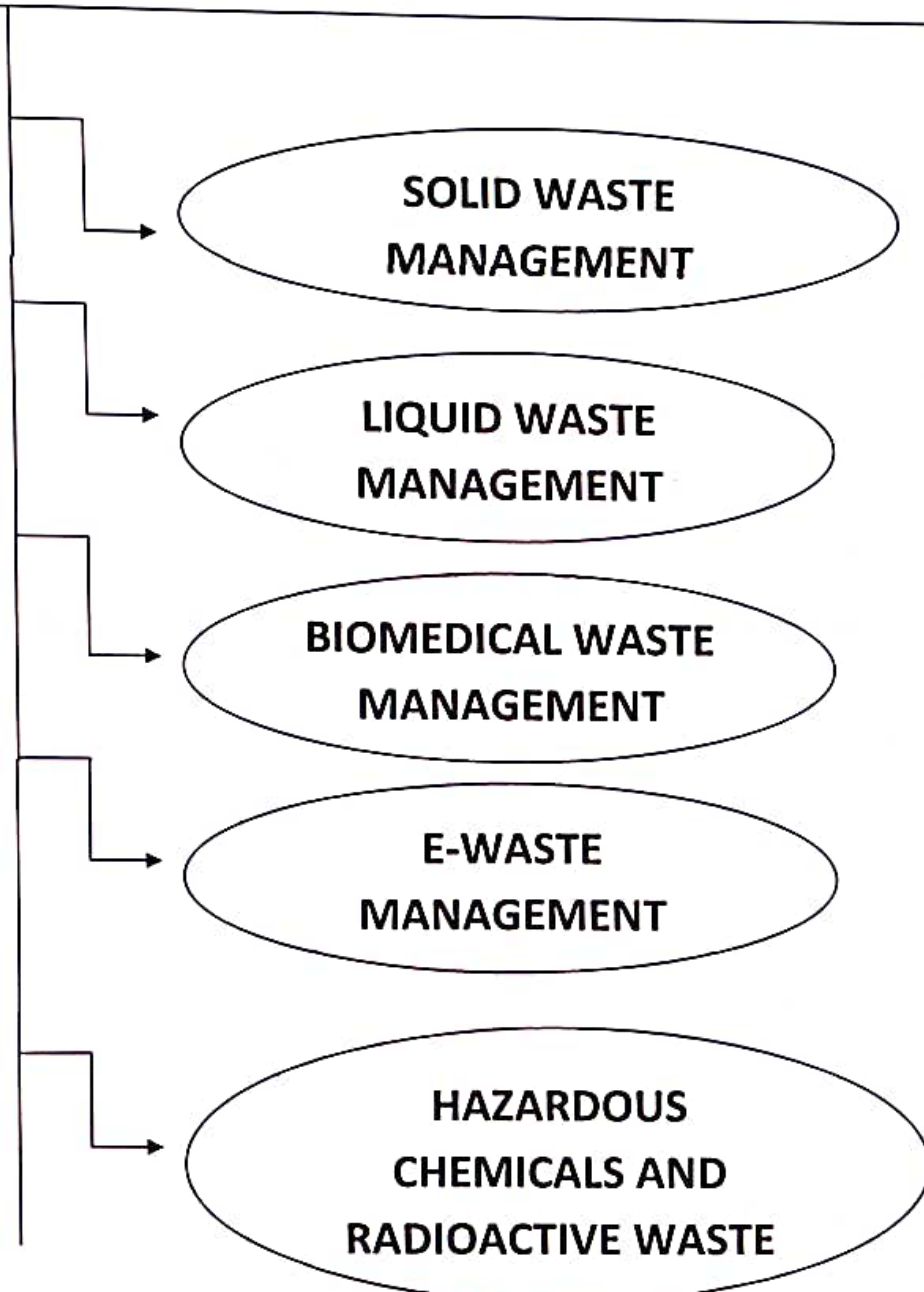 SOLID WASTE
MANAGEMENT
LIQUID WASTE
MANAGEMENT
BIOMEDICAL WASTE
MANAGEMENT
E-WASTE
MANAGEMENT
HAZARDOUS
CHEMICALS AND
RADIOACTIVE WASTE